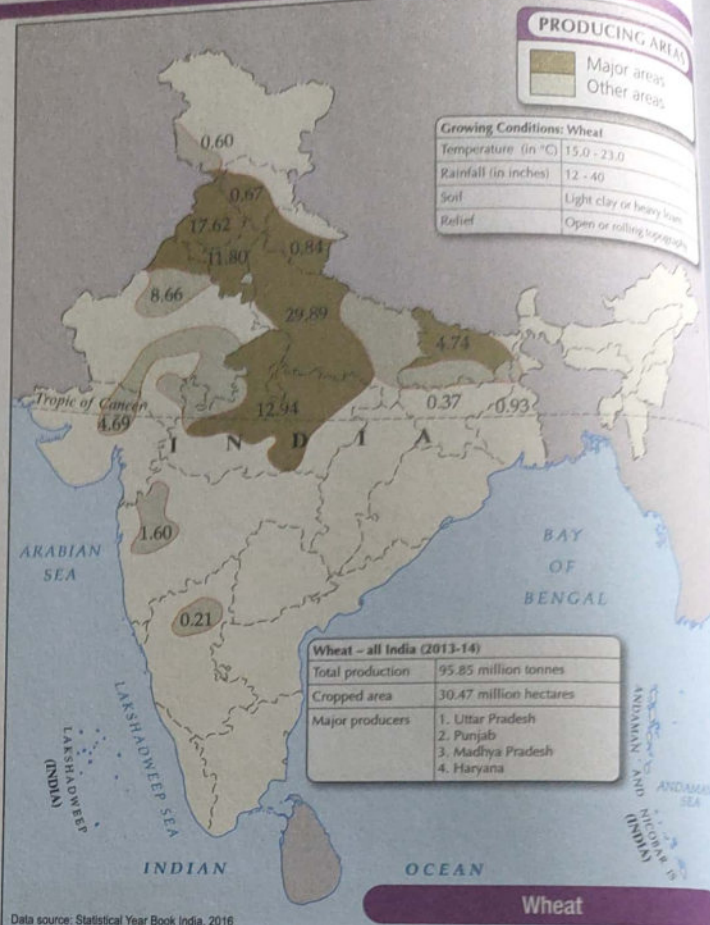 PRODUCING AREAS
Major areas
Other areas
Growing Conditions: Wheat
Temperature (in °C) 15.0 - 23.0
Rainfall (in inches) 12 - 40
Soil Light clay or heavy loam
Relief Open or rolling topography
0.60
0.67
17.62
11.80
0.84
8.66
29.89
4.74
Tropic of Cancer
12.94
0.37
0.93
4.69
I N D I A
1.60
0.21
ARABIAN
SEA
BAY
OF
BENGAL
Wheat – all India (2013-14)
Total production 95.85 million tonnes
Cropped area 30.47 million hectares
Major producers 1. Uttar Pradesh
2. Punjab
3. Madhya Pradesh
4. Haryana
LAKSHADWEEP SEA
LAKSHADWEEP
(INDIA)
ANDAMAN AND NICOBAR IS
(INDIA)
ANDAMAN
SEA
INDIAN OCEAN
Wheat
Data source: Statistical Year Book India, 2016